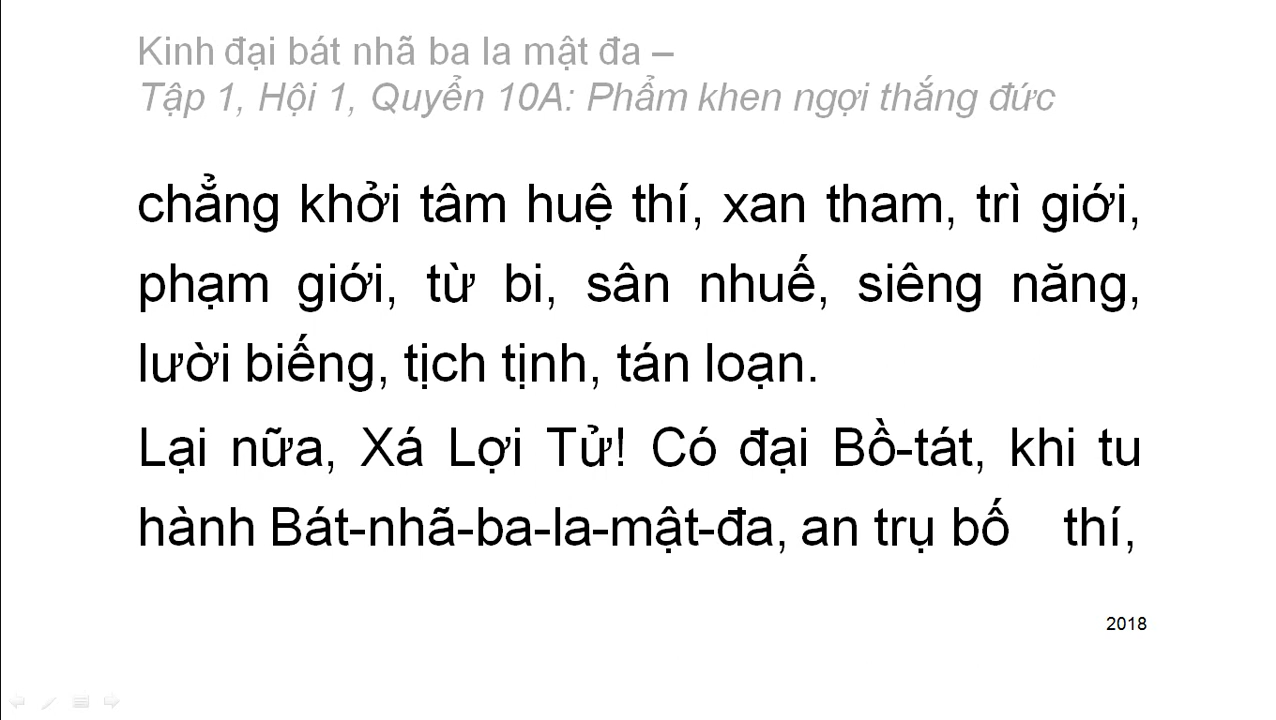 Kinh đại bát nhã ba la mật đa –
Tập 1, Hội 1, Quyển 10A: Phẩm khen ngợi thắng đức
chẳng khởi tâm huệ thí, xan tham, trì giới,
phạm giới, từ bi, sân nhuế, siêng năng,
lười biếng, tịch tịnh, tán loạn.
Lại nữa, Xá Lợi Tử! Có đại Bồ-tát, khi tu
hành Bát-nhã-ba-la-mật-đa, an trụ bố thí,
2018